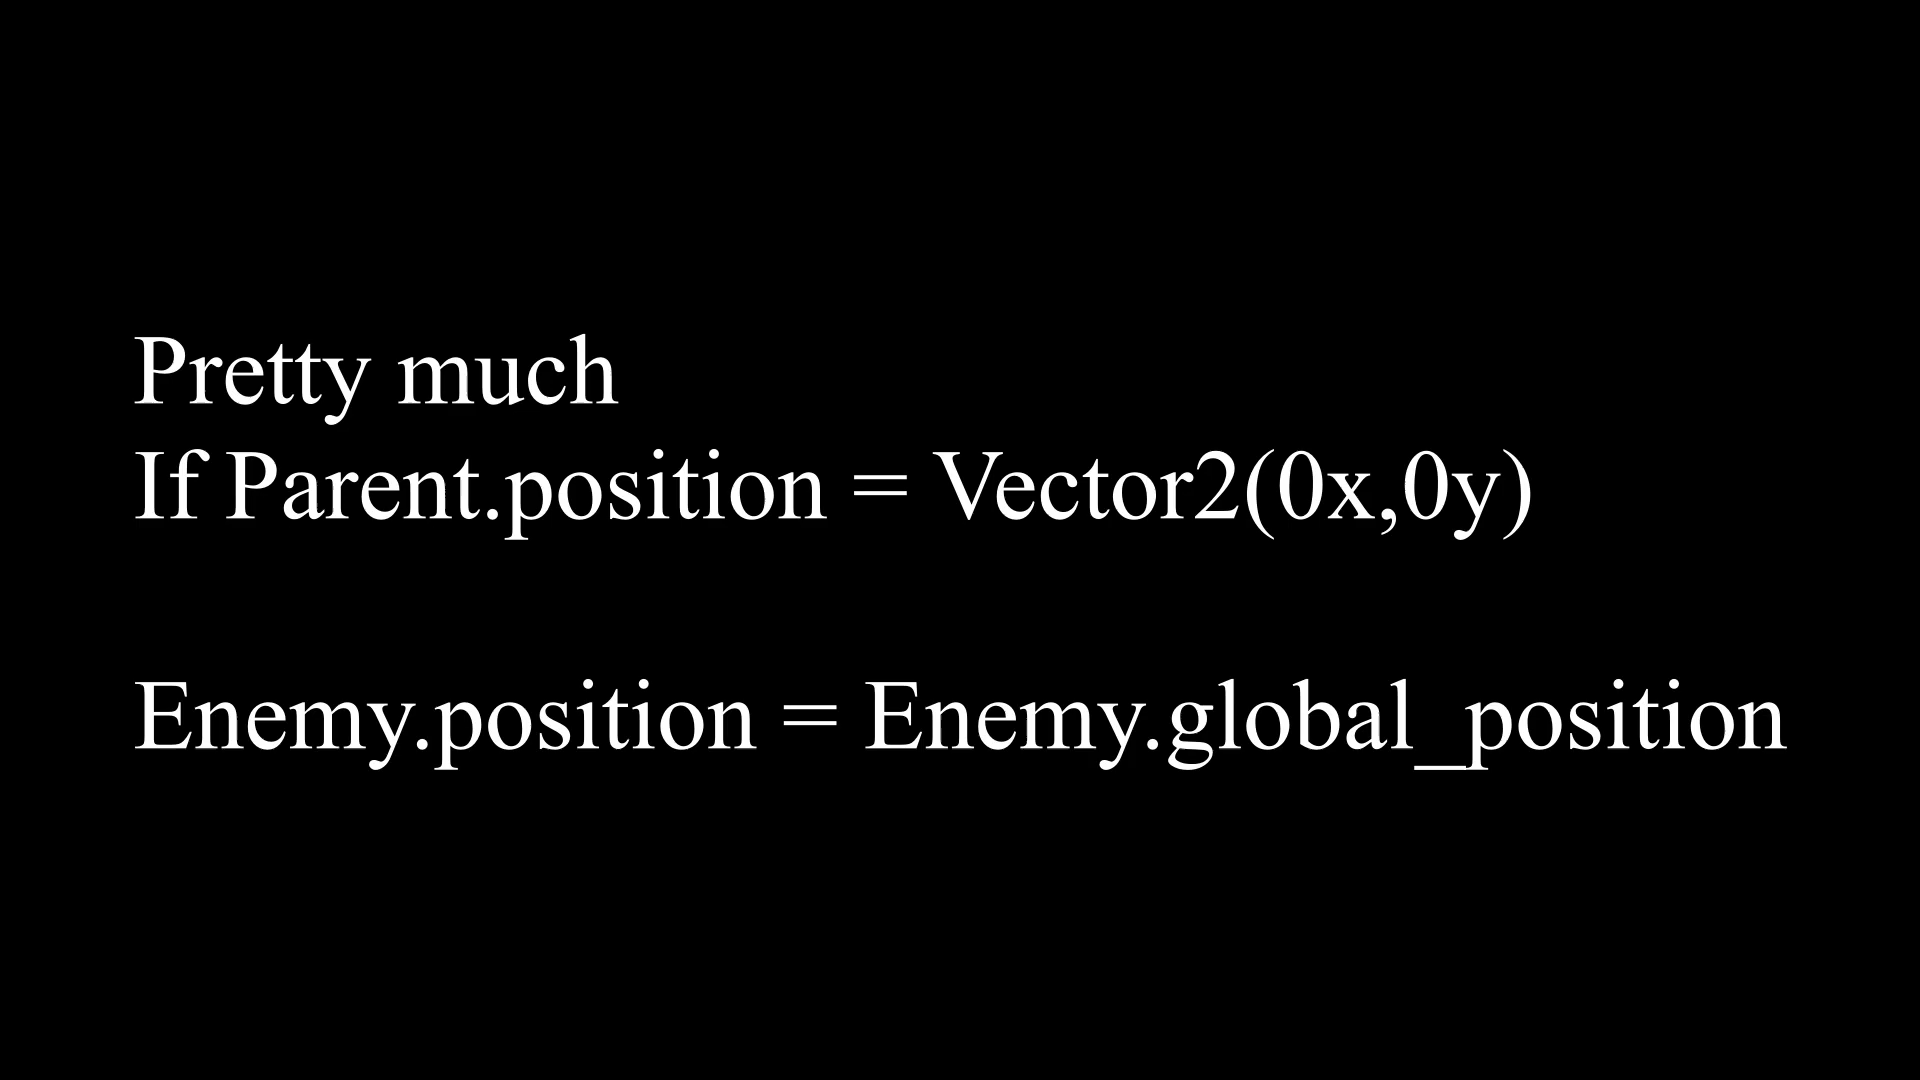 Pretty much
If Parent.position = Vector2(0x,0y)
Enemy.position = Enemy.global_position